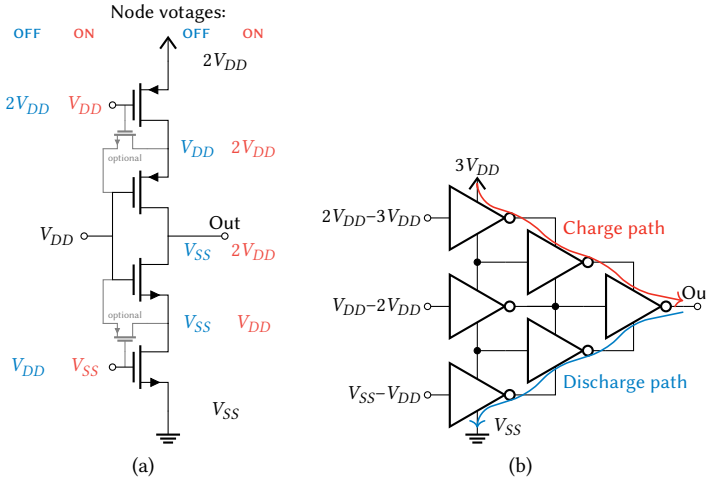 Node votages:
OFF ON OFF ON
2V_DD
2V_DD V_DD
V_DD 2V_DD
optional
3V_DD
2V_DD–3V_DD
Out
Charge path
V_DD
V_SS 2V_DD
Ou
V_DD–2V_DD
optional
V_SS V_DD
V_DD V_SS
Discharge path
V_SS–V_DD
V_SS
V_SS
(a)
(b)